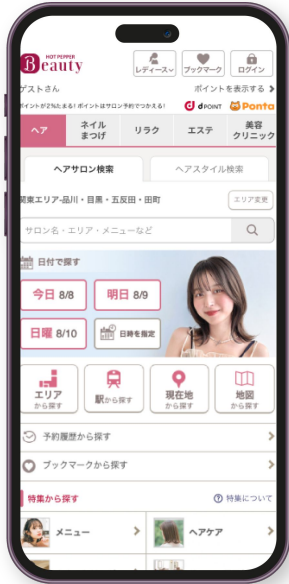 HOT PEPPER
Beauty
レディース
ブックマーク
ログイン
ゲストさん
ポイントを表示する
ポイントが2%たまる! ポイントはサロン予約でつかえる!
d POINT
Ponta
ヘア
ネイル
まつげ
リラク
エステ
美容
クリニック
ヘアサロン検索
ヘアスタイル検索
関東エリア-品川・目黒・五反田・田町
エリア変更
サロン名・エリア・メニューなど
日付で探す
今日 8/8
明日 8/9
日曜 8/10
日時を指定
エリア
から探す
駅から探す
現在地
から探す
地図
から探す
予約履歴から探す
ブックマークから探す
特集から探す
特集について
メニュー
ヘアケア